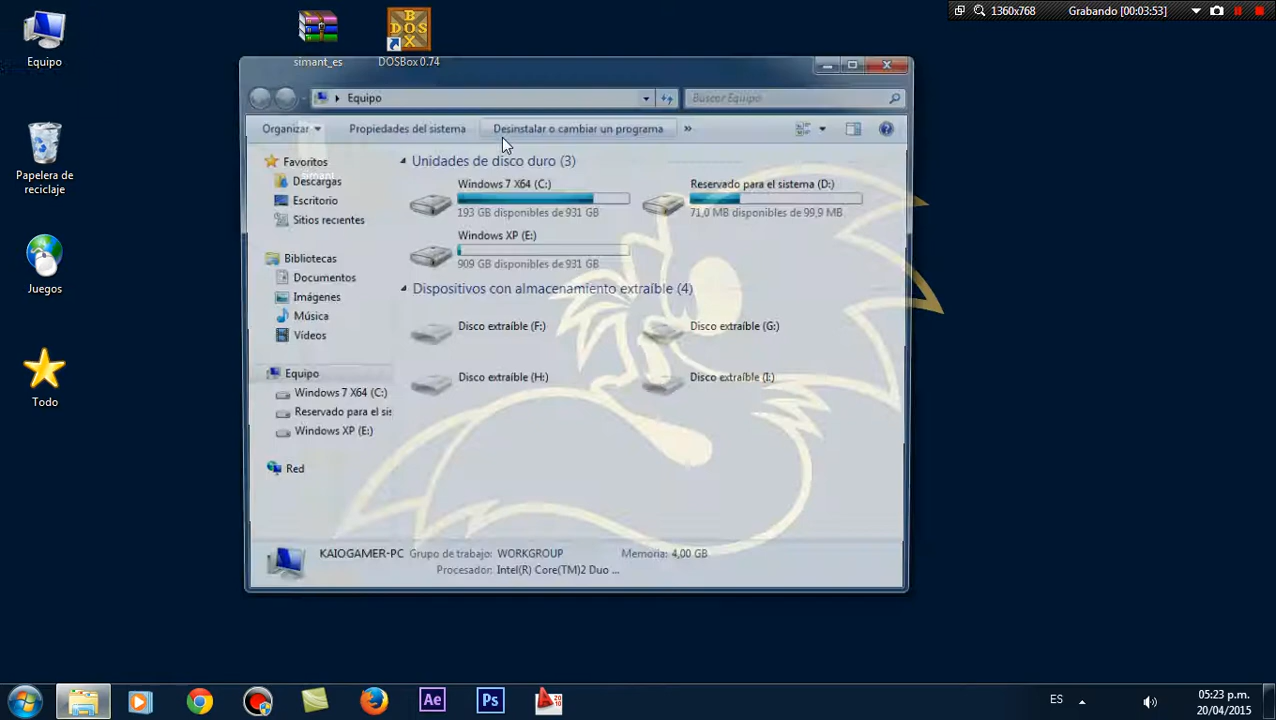 1360x768
Grabando [00:03:53]
Equipo
Papelera de
reciclaje
Juegos
Todo
simant_es
DOSBox 0.74
DOS
BOX
Equipo
Buscar Equipo
Organizar
Propiedades del sistema
Desinstalar o cambiar un programa
»
simant
Favoritos
Descargas
Escritorio
Sitios recientes
Bibliotecas
Documentos
Imágenes
Música
Vídeos
Equipo
Windows 7 X64 (C:)
Reservado para el sis
Windows XP (E:)
Red
Unidades de disco duro (3)
Windows 7 X64 (C:)
193 GB disponibles de 931 GB
Reservado para el sistema (D:)
71,0 MB disponibles de 99,9 MB
Windows XP (E:)
909 GB disponibles de 931 GB
Dispositivos con almacenamiento extraíble (4)
Disco extraíble (F:)
Disco extraíble (G:)
Disco extraíble (H:)
Disco extraíble (I:)
KAIOGAMER-PC Grupo de trabajo: WORKGROUP Memoria: 4,00 GB
Procesador: Intel(R) Core(TM)2 Duo ...
Ae
Ps
ES
05:23 p.m.
20/04/2015